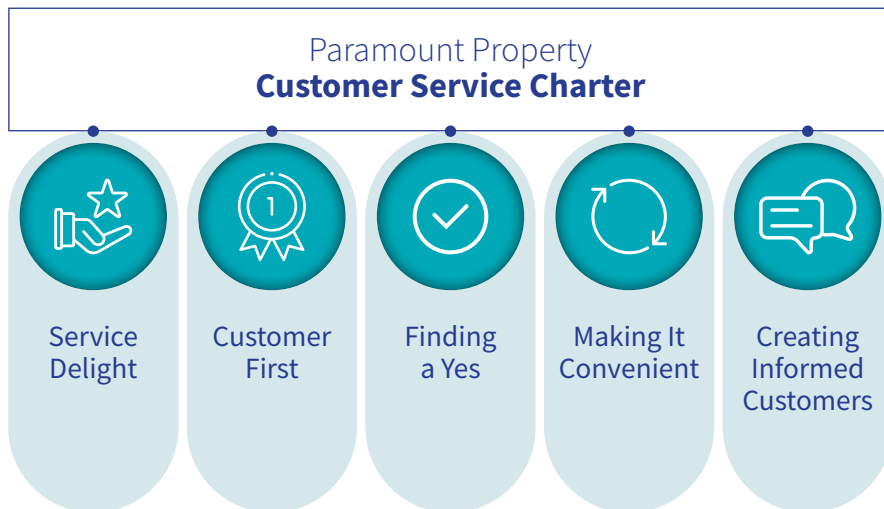 Paramount Property
Customer Service Charter
1
Service
Delight
Customer
First
Finding
a Yes
Making It
Convenient
Creating
Informed
Customers